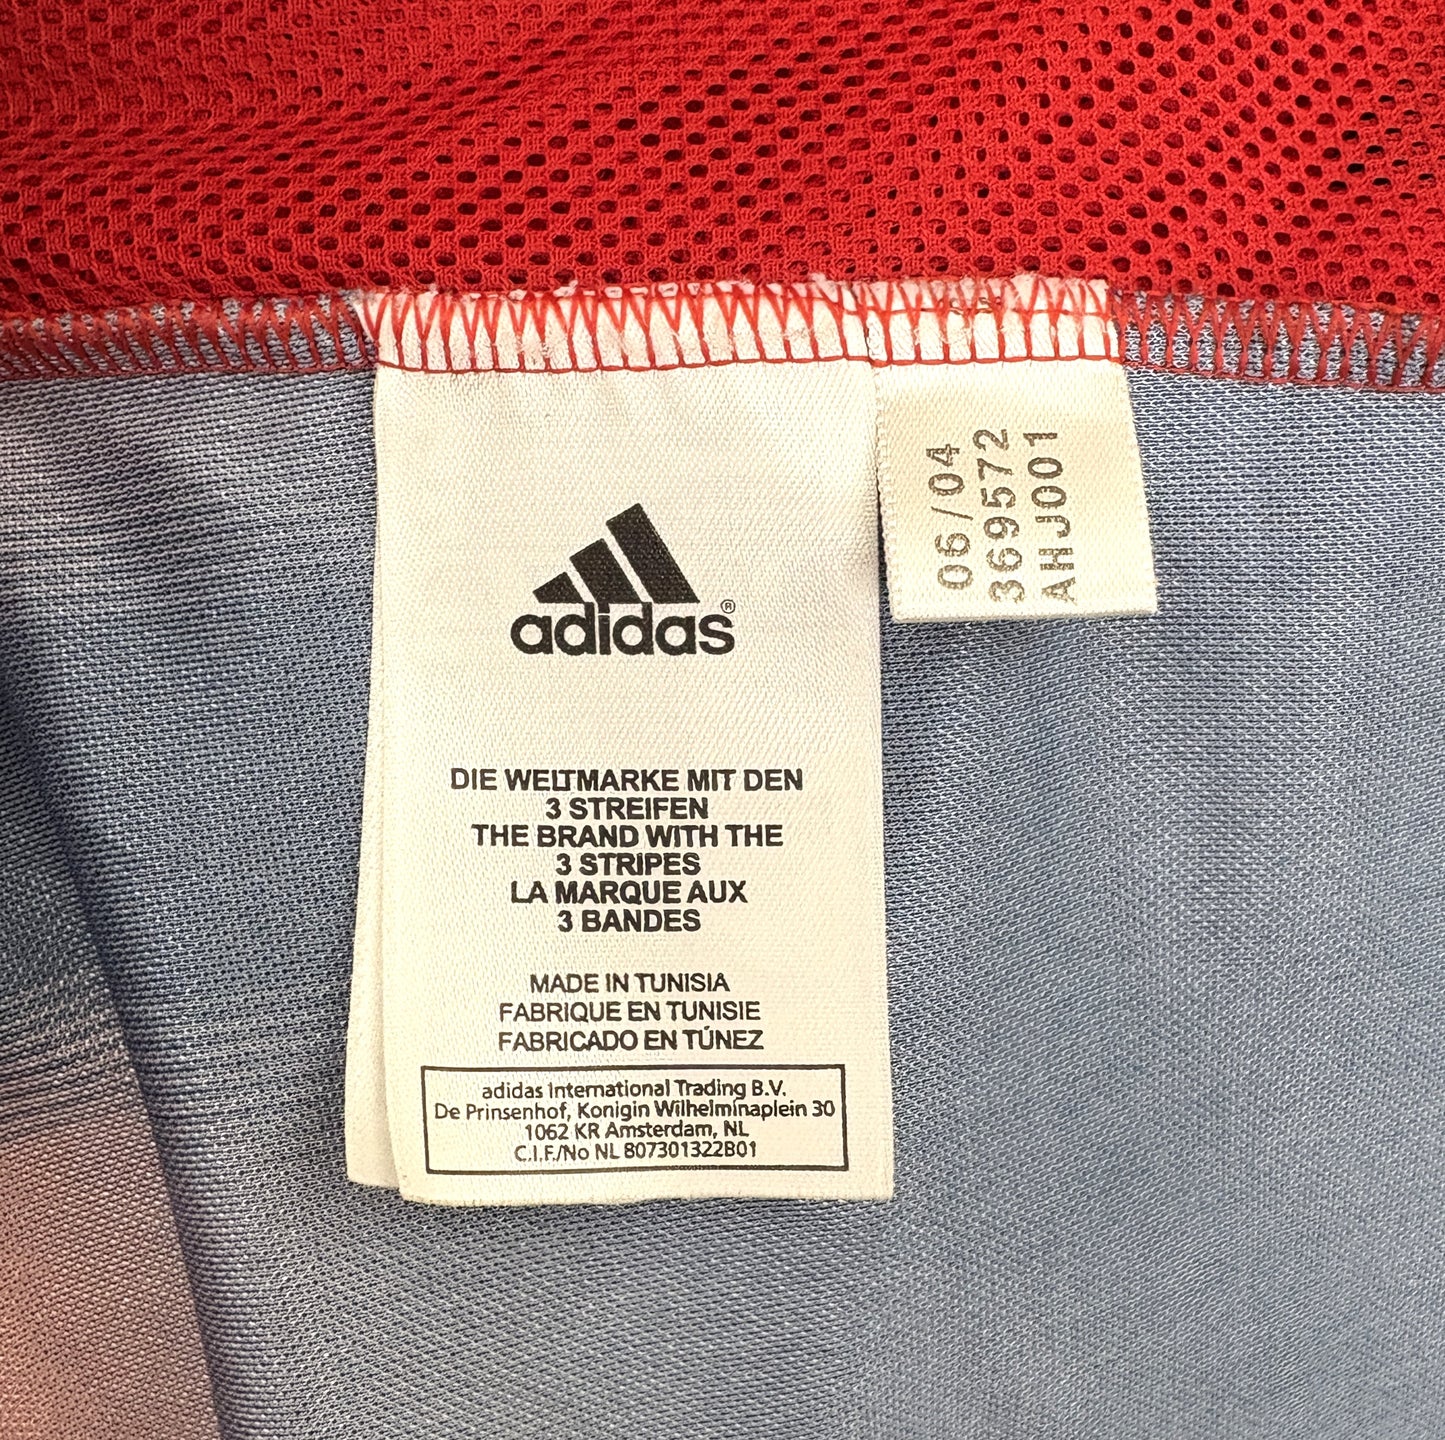 adidas®
DIE WELTMARKE MIT DEN
3 STREIFEN
THE BRAND WITH THE
3 STRIPES
LA MARQUE AUX
3 BANDES
MADE IN TUNISIA
FABRIQUE EN TUNISIE
FABRICADO EN TÚNEZ
adidas International Trading B.V.
De Prinsenhof, Konigin Wilhelminaplein 30
1062 KR Amsterdam, NL
C.I.F./No NL 807301322B01
06/04
369572
AHJ001